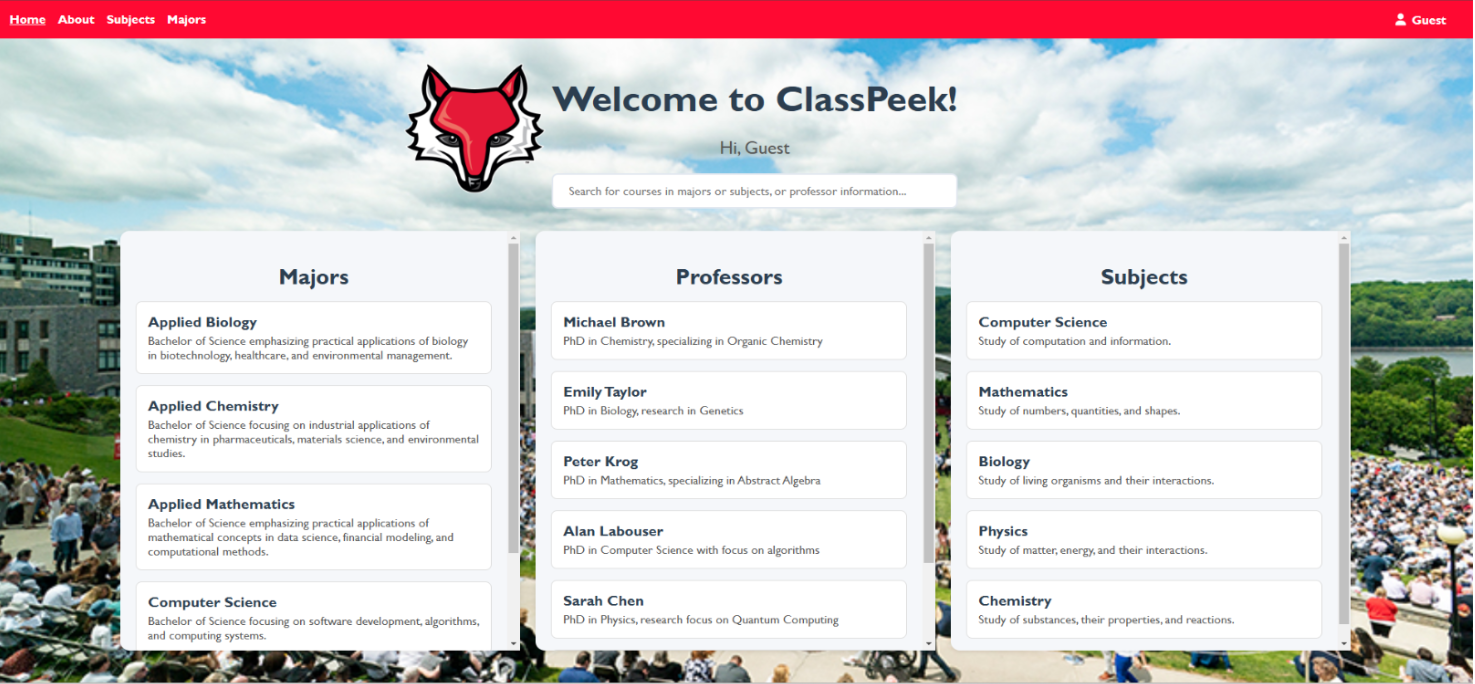 Home About Subjects Majors
Guest
Welcome to ClassPeek!
Hi, Guest
Search for courses in majors or subjects, or professor information...
Majors
Applied Biology
Bachelor of Science emphasizing practical applications of biology
in biotechnology, healthcare, and environmental management.
Applied Chemistry
Bachelor of Science focusing on industrial applications of
chemistry in pharmaceuticals, materials science, and environmental
studies.
Applied Mathematics
Bachelor of Science emphasizing practical applications of
mathematical concepts in data science, financial modeling, and
computational methods.
Computer Science
Bachelor of Science focusing on software development, algorithms,
and computing systems.
Professors
Michael Brown
PhD in Chemistry, specializing in Organic Chemistry
Emily Taylor
PhD in Biology, research in Genetics
Peter Krog
PhD in Mathematics, specializing in Abstract Algebra
Alan Labouser
PhD in Computer Science with focus on algorithms
Sarah Chen
PhD in Physics, research focus on Quantum Computing
Subjects
Computer Science
Study of computation and information.
Mathematics
Study of numbers, quantities, and shapes.
Biology
Study of living organisms and their interactions.
Physics
Study of matter, energy, and their interactions.
Chemistry
Study of substances, their properties, and reactions.